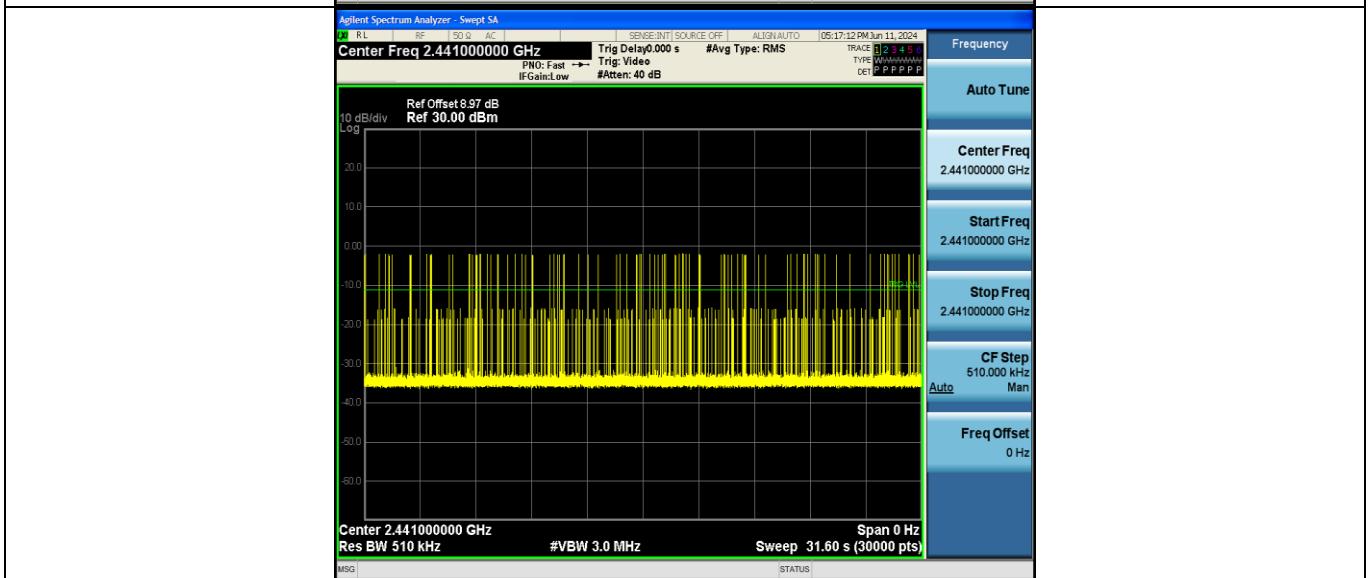 Agilent Spectrum Analyzer - Swept SA
RL RF 50 Ω AC SENSE:INT SOURCE OFF ALIGN AUTO 05:17:12 PM Jun 11, 2024
Center Freq 2.441000000 GHz
Trig Delay0.000 s #Avg Type: RMS
TRACE 1 2 3 4 5 6
PNO: Fast Trig: Video
TYPE
IFGain:Low #Atten: 40 dB
DET P P P P P P
Frequency
Auto Tune
Ref Offset 8.97 dB
10 dB/div Ref 30.00 dBm
Log
20.0
10.0
0.00
-10.0
-20.0
-30.0
-40.0
-50.0
-60.0
Center Freq
2.441000000 GHz
Start Freq
2.441000000 GHz
Stop Freq
2.441000000 GHz
CF Step
510.000 kHz
Auto Man
Freq Offset
0 Hz
Center 2.441000000 GHz Span 0 Hz
Res BW 510 kHz #VBW 3.0 MHz Sweep 31.60 s (30000 pts)
MSG STATUS